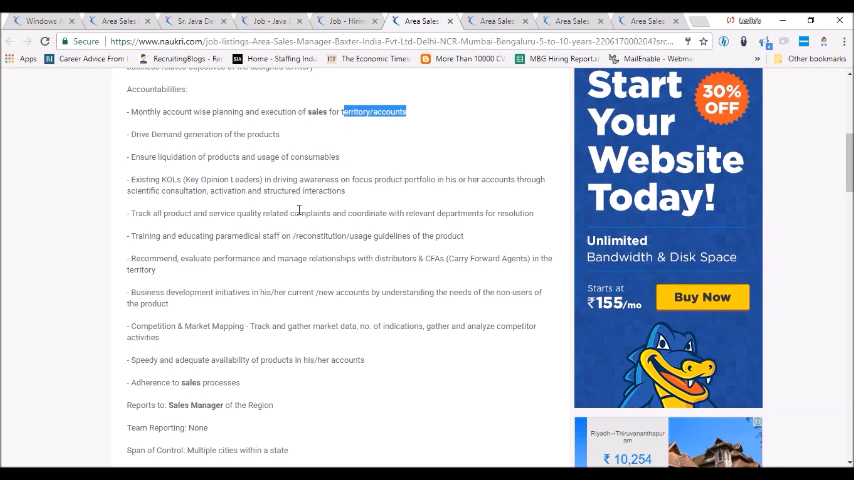 Windows A
Area Sales
Sr. Java De
Job - Java D
Job - Hirin
Area Sales
Area Sales
Area Sales
Area Sales
Secure
https://www.naukri.com/job-listings-Area-Sales-Manager-Baxter-India-Pvt-Ltd-Delhi-NCR-Mumbai-Bengaluru-5-to-10-years-220617000204?src...
Apps
Career Advice From I
RecruitingBlogs - Rec
Home - Staffing Indu
The Economic Times
More Than 10000 CV
MBG Hiring Report.xl
MailEnable - Webma
Other bookmarks
business related objectives of the designed territory
Accountabilities:
- Monthly account wise planning and execution of sales for territory/accounts
- Drive Demand generation of the products
- Ensure liquidation of products and usage of consumables
- Existing KOLs (Key Opinion Leaders) in driving awareness on focus product portfolio in his or her accounts through
scientific consultation, activation and structured interactions
- Track all product and service quality related complaints and coordinate with relevant departments for resolution
- Training and educating paramedical staff on /reconstitution/usage guidelines of the product
- Recommend, evaluate performance and manage relationships with distributors & CFAs (Carry Forward Agents) in the
territory
- Business development initiatives in his/her current /new accounts by understanding the needs of the non-users of
the product
- Competition & Market Mapping - Track and gather market data, no. of indications, gather and analyze competitor
activities
- Speedy and adequate availability of products in his/her accounts
- Adherence to sales processes
Reports to: Sales Manager of the Region
Team Reporting: None
Span of Control: Multiple cities within a state
Start
Your
Website
Today!
30%
OFF
Unlimited
Bandwidth & Disk Space
Starts at
₹155/mo
Buy Now
Riyadh⇒Thiruvananthapur
am
₹ 10,254